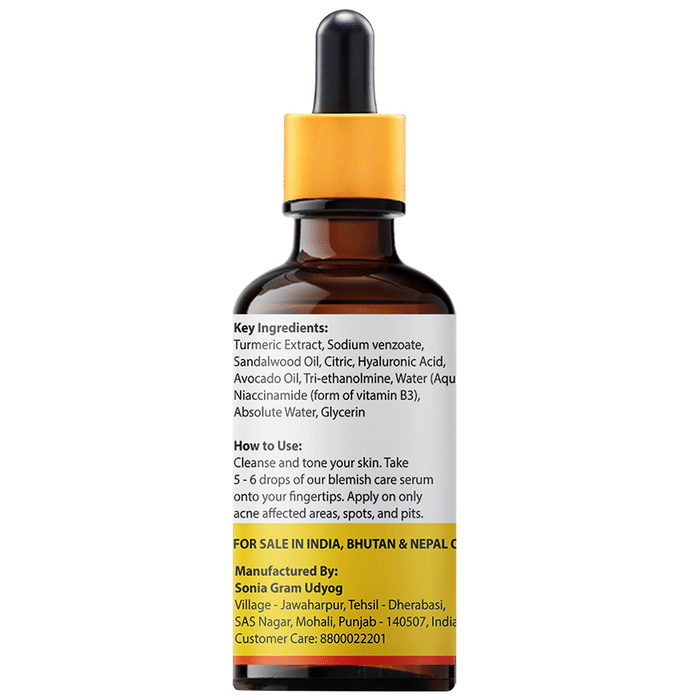 Key Ingredients:
Turmeric Extract, Sodium venzoate,
Sandalwood Oil, Citric, Hyaluronic Acid,
Avocado Oil, Tri-ethanolmine, Water (Aqu
Niaccinamide (form of vitamin B3),
Absolute Water, Glycerin
How to Use:
Cleanse and tone your skin. Take
5 - 6 drops of our blemish care serum
onto your fingertips. Apply on only
acne affected areas, spots, and pits.
FOR SALE IN INDIA, BHUTAN & NEPAL
Manufactured By:
Sonia Gram Udyog
Village - Jawaharpur, Tehsil - Dherabasi,
SAS Nagar, Mohali, Punjab - 140507, India
Customer Care: 8800022201